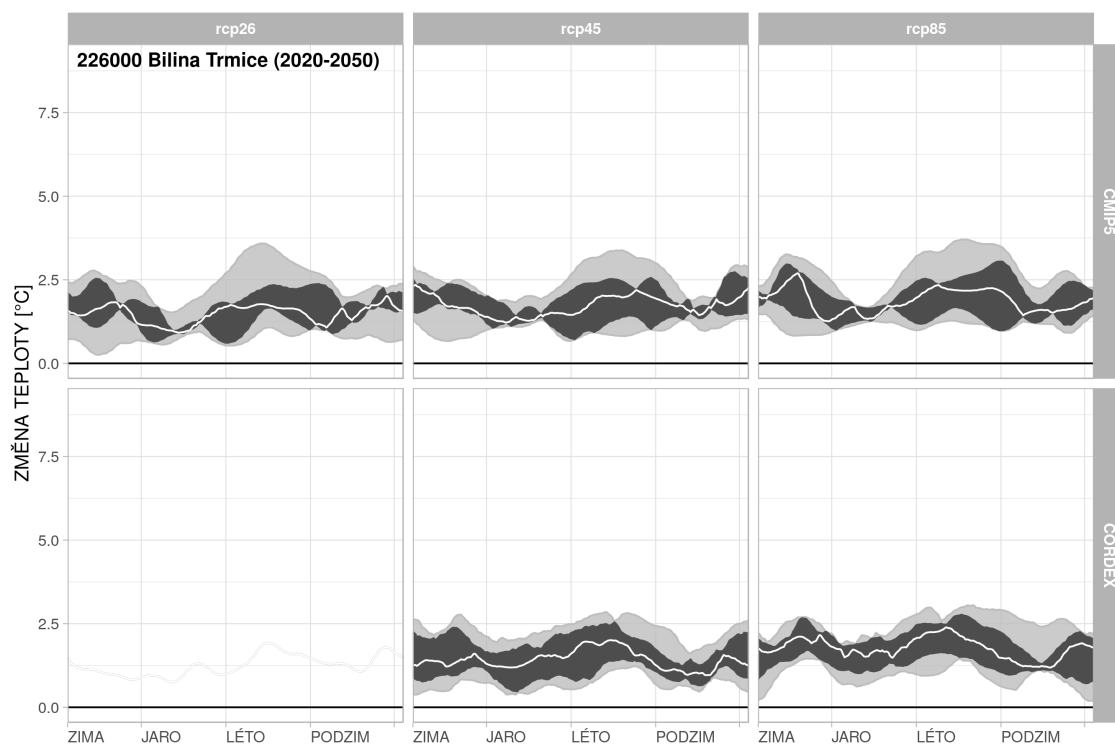 rcp26 rcp45 rcp85
226000 Bilina Trmice (2020-2050)
ZMĚNA TEPLOTY [°C]
7.5
5.0
2.5
0.0
CMIP5
7.5
5.0
2.5
0.0
CORDEX
ZIMA JARO LÉTO PODZIM ZIMA JARO LÉTO PODZIM ZIMA JARO LÉTO PODZIM